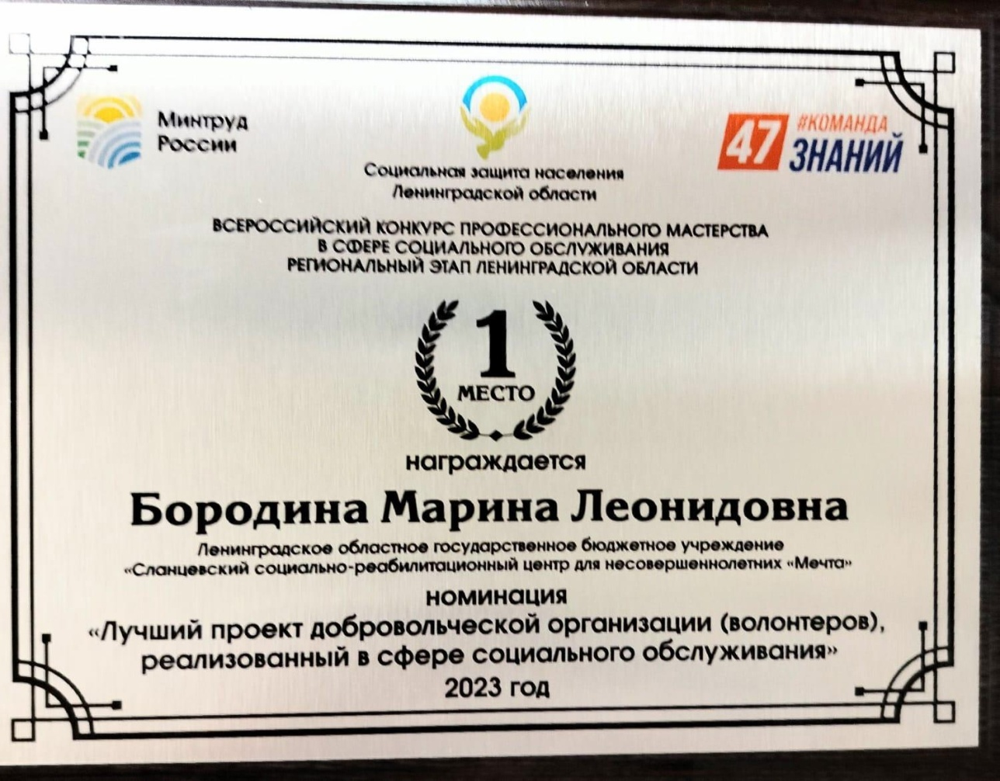 Минтруд
России
Социальная защита населения
Ленинградской области
47 #КОМАНДА
ЗНАНИЙ
ВСЕРОССИЙСКИЙ КОНКУРС ПРОФЕССИОНАЛЬНОГО МАСТЕРСТВА
В СФЕРЕ СОЦИАЛЬНОГО ОБСЛУЖИВАНИЯ
РЕГИОНАЛЬНЫЙ ЭТАП ЛЕНИНГРАДСКОЙ ОБЛАСТИ
1
МЕСТО
награждается
Бородина Марина Леонидовна
Ленинградское областное государственное бюджетное учреждение
«Сланцевский социально-реабилитационный центр для несовершеннолетних «Мечта»
номинация
«Лучший проект добровольческой организации (волонтеров),
реализованный в сфере социального обслуживания»
2023 год